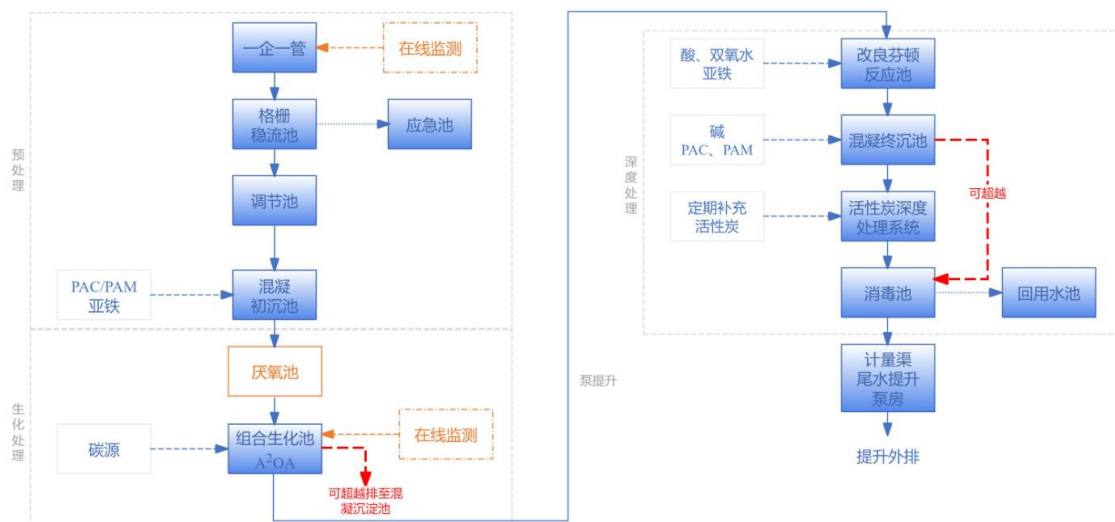 预处理
一企一管
在线监测
格栅
稳流池
应急池
调节池
PAC/PAM
亚铁
混凝
初沉池
生化处理
厌氧池
碳源
组合生化池
A²OA
在线监测
可超越排至混
凝沉淀池
深度处理
酸、双氧水
亚铁
改良芬顿
反应池
碱
PAC、PAM
混凝终沉池
可超越
定期补充
活性炭
活性炭深度
处理系统
消毒池
回用水池
泵提升
计量渠
尾水提升
泵房
提升外排